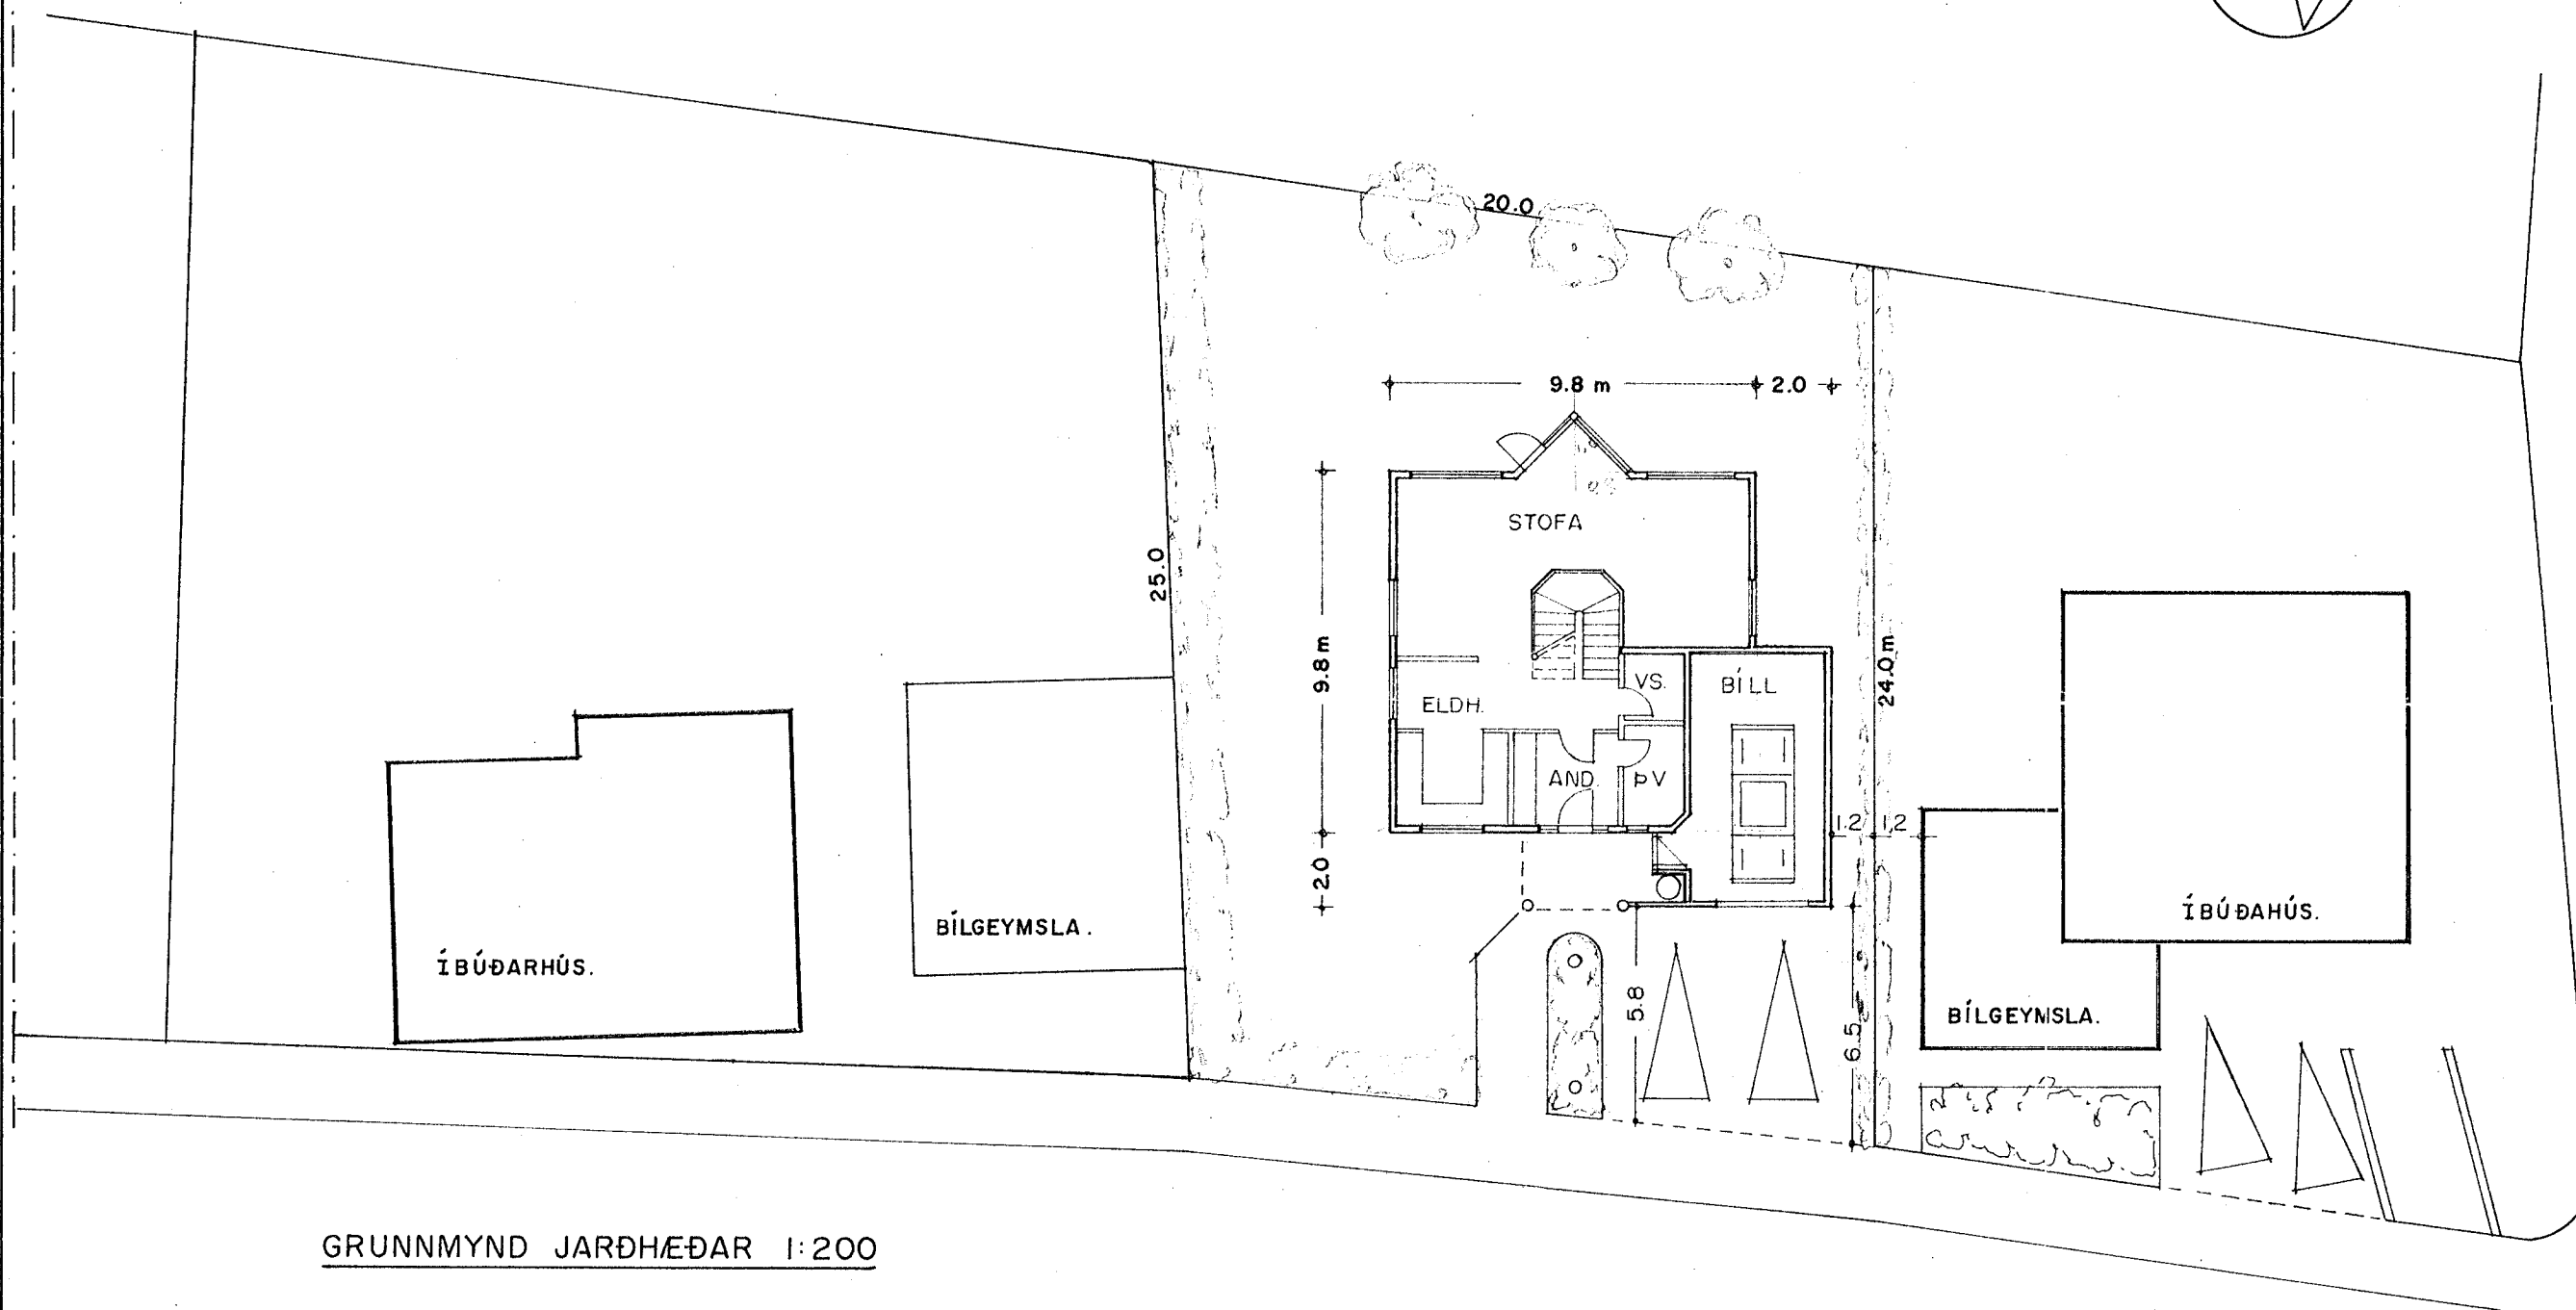 20.0
9.8 m
2.0
STOFA
25.0
9.8 m
24.0 m
VS.
BÍLL
ELDH.
AND.
ÞV
1.2
1,2
2.0
ÍBÚÐARHÚS.
BÍLGEYMSLA.
ÍBÚÐAHÚS.
5.8
6.5
BÍLGEYMSLA.
GRUNNMYND JARÐHÆÐAR 1:200